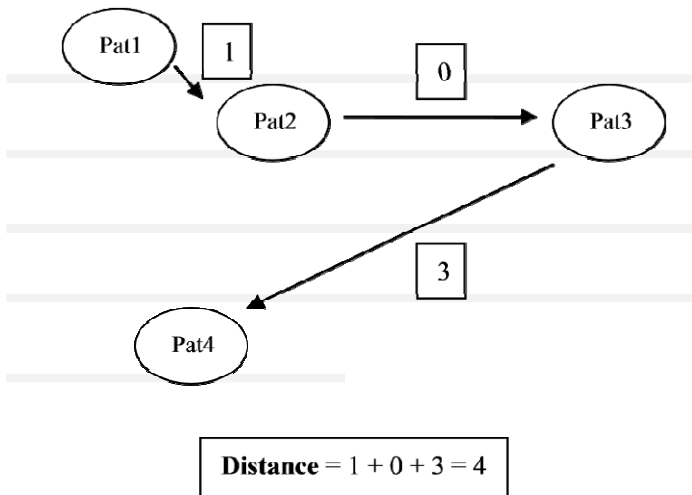 Pat1
1
0
Pat2
Pat3
3
Pat4
Distance = 1 + 0 + 3 = 4